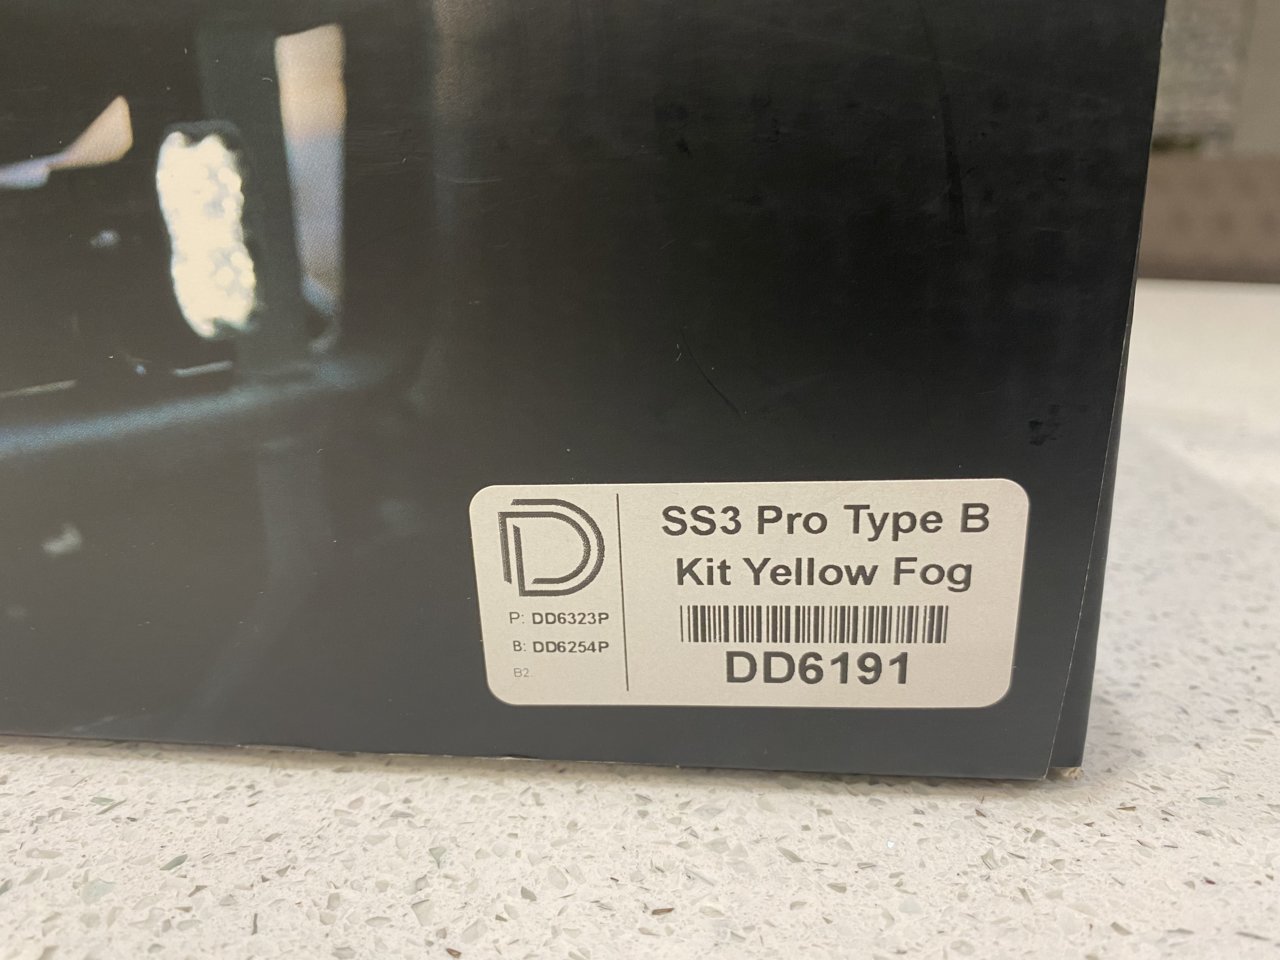 SS3 Pro Type B
Kit Yellow Fog
DD6191
P: DD6323P
B: DD6254P
B2: